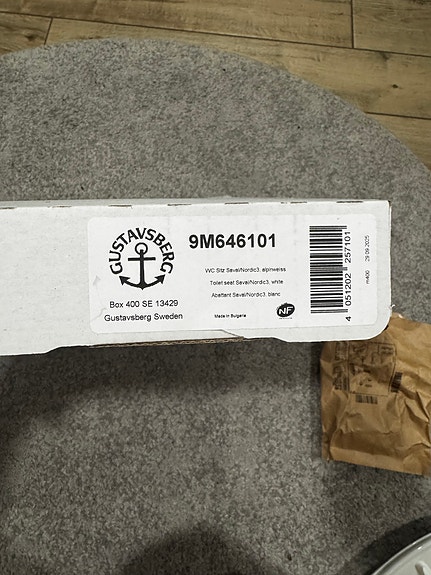 GUSTAVSBERG
9M646101
WC Sitz Saval/Nordic3, alpinweiss
Toilet seat Saval/Nordic3, white
Abattant Saval/Nordic3, blanc
Box 400 SE 13429
Gustavsberg Sweden
Made in Bulgaria
NF
4 051202 257101
m400
29 09 2025